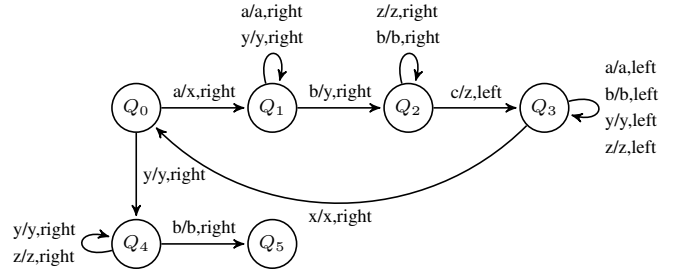 a/a,right
y/y,right
z/z,right
b/b,right
a/a,left
b/b,left
y/y,left
z/z,left
Q0
a/x,right
Q1
b/y,right
Q2
c/z,left
Q3
y/y,right
x/x,right
y/y,right
z/z,right
Q4
b/b,right
Q5